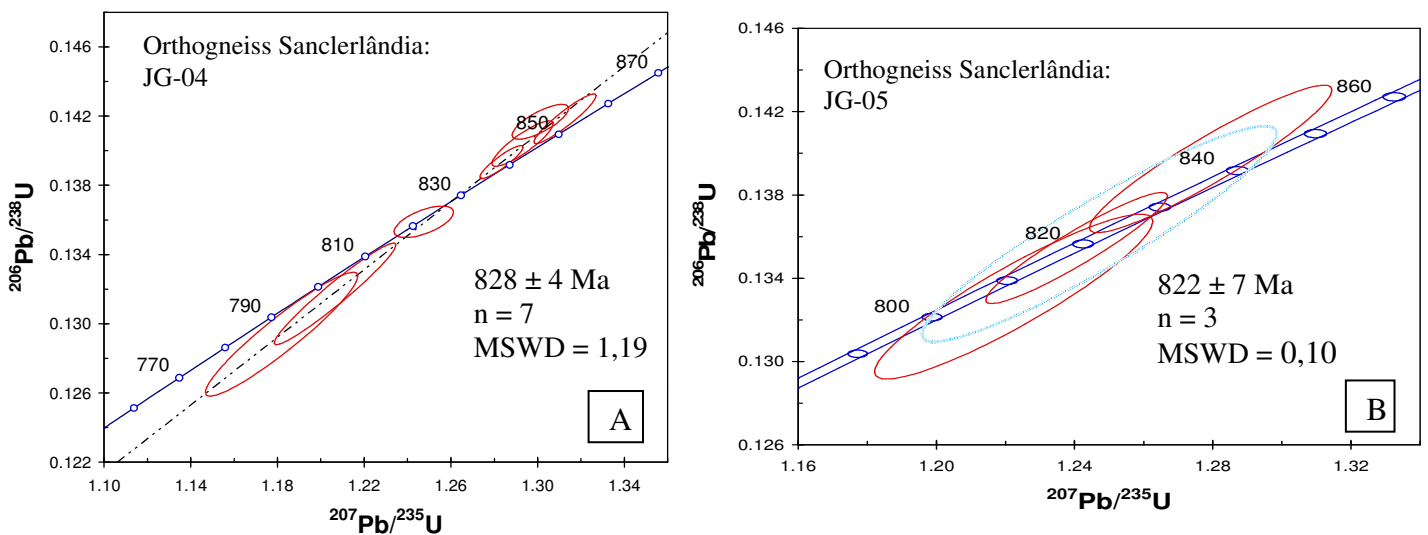 Orthogneiss Sanclerlândia:
JG-04
0.146
0.142
0.138
0.134
0.130
0.126
0.122
²⁰⁶Pb/²³⁸U
870
850
830
810
790
770
828 ± 4 Ma
n = 7
MSWD = 1,19
A
1.10
1.14
1.18
1.22
1.26
1.30
1.34
²⁰⁷Pb/²³⁵U
Orthogneiss Sanclerlândia:
JG-05
0.146
0.142
0.138
0.134
0.130
0.126
²⁰⁶Pb/²³⁸U
860
840
820
800
822 ± 7 Ma
n = 3
MSWD = 0,10
B
1.16
1.20
1.24
1.28
1.32
²⁰⁷Pb/²³⁵U